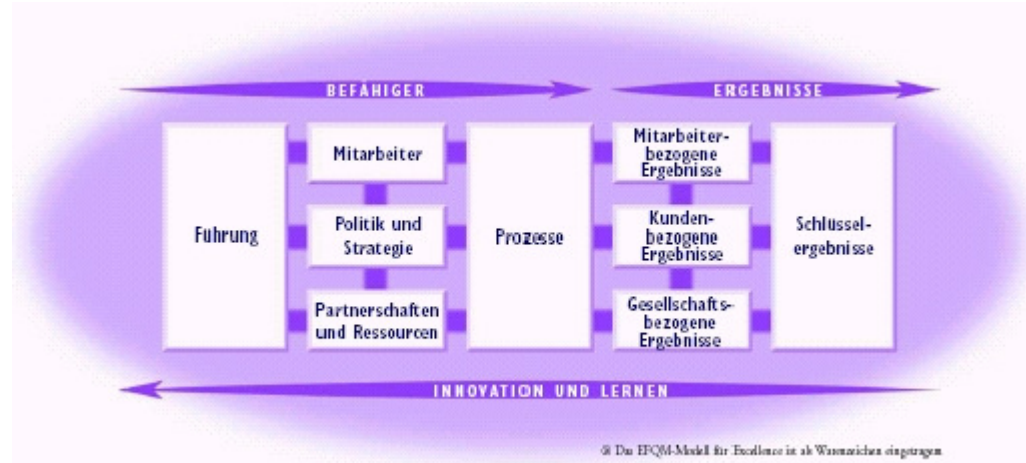 BEFÄHIGER
ERGEBNISSE
Führung
Mitarbeiter
Politik und
Strategie
Partnerschaften
und Ressourcen
Prozesse
Mitarbeiter-
bezogene
Ergebnisse
Kunden-
bezogene
Ergebnisse
Gesellschafts-
bezogene
Ergebnisse
Schlüssel-
ergebnisse
INNOVATION UND LERNEN
® Das EFQM-Modell für Excellence ist als Warenzeichen eingetragen